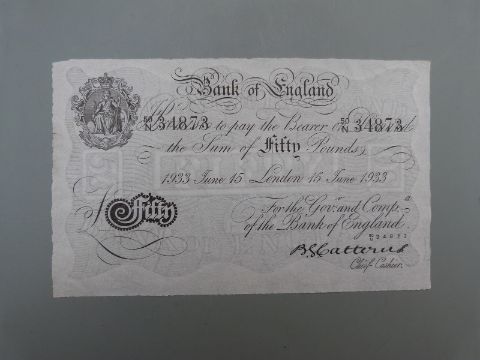 Bank of England
50/N 34873 to pay the Bearer on 50/N 34873
the Sum of Fifty Pounds
1933 June 15 London 15 June 1933
For the Govr. and Compa.
of the Bank of England.
Fifty
B.G. Catterns
Chief Cashier.